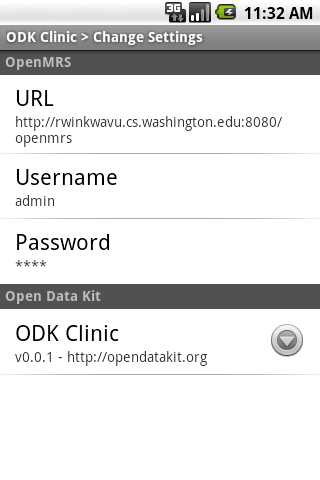 3G 11:32 AM
ODK Clinic > Change Settings
OpenMRS
URL
http://rwinkwavu.cs.washington.edu:8080/
openmrs
Username
admin
Password
****
Open Data Kit
ODK Clinic
v0.0.1 - http://opendatakit.org